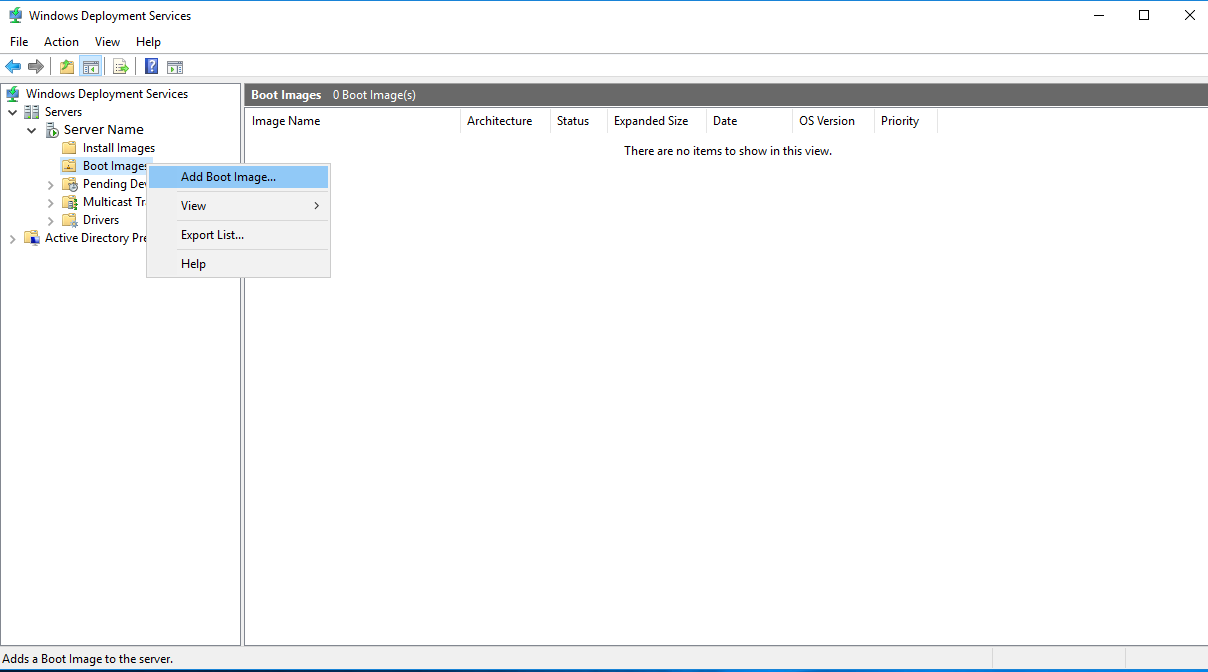 Windows Deployment Services
File Action View Help
Windows Deployment Services
Servers
Server Name
Install Images
Boot Images
Pending De
Multicast Tr
Drivers
Active Directory Pre
Add Boot Image...
View
Export List...
Help
Boot Images 0 Boot Image(s)
Image Name Architecture Status Expanded Size Date OS Version Priority
There are no items to show in this view.
Adds a Boot Image to the server.